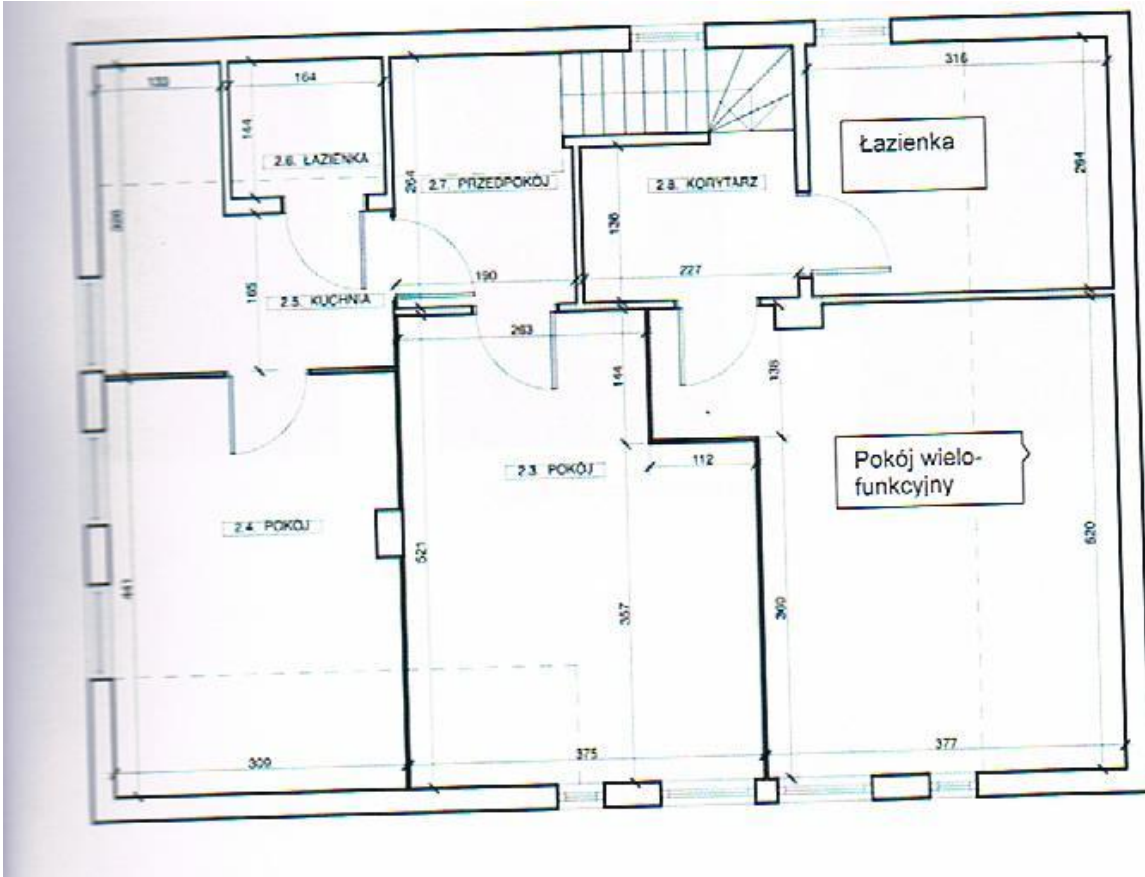 133
164
316
144
2.6. ŁAZIENKA
264
2.7. PRZEDPOKÓJ
2.8. KORYTARZ
Łazienka
264
136
165
2.5. KUCHNIA
190
227
263
144
138
112
2.3. POKÓJ
Pokój wielo-
funkcyjny
2.4. POKÓJ
521
620
441
357
360
309
375
377